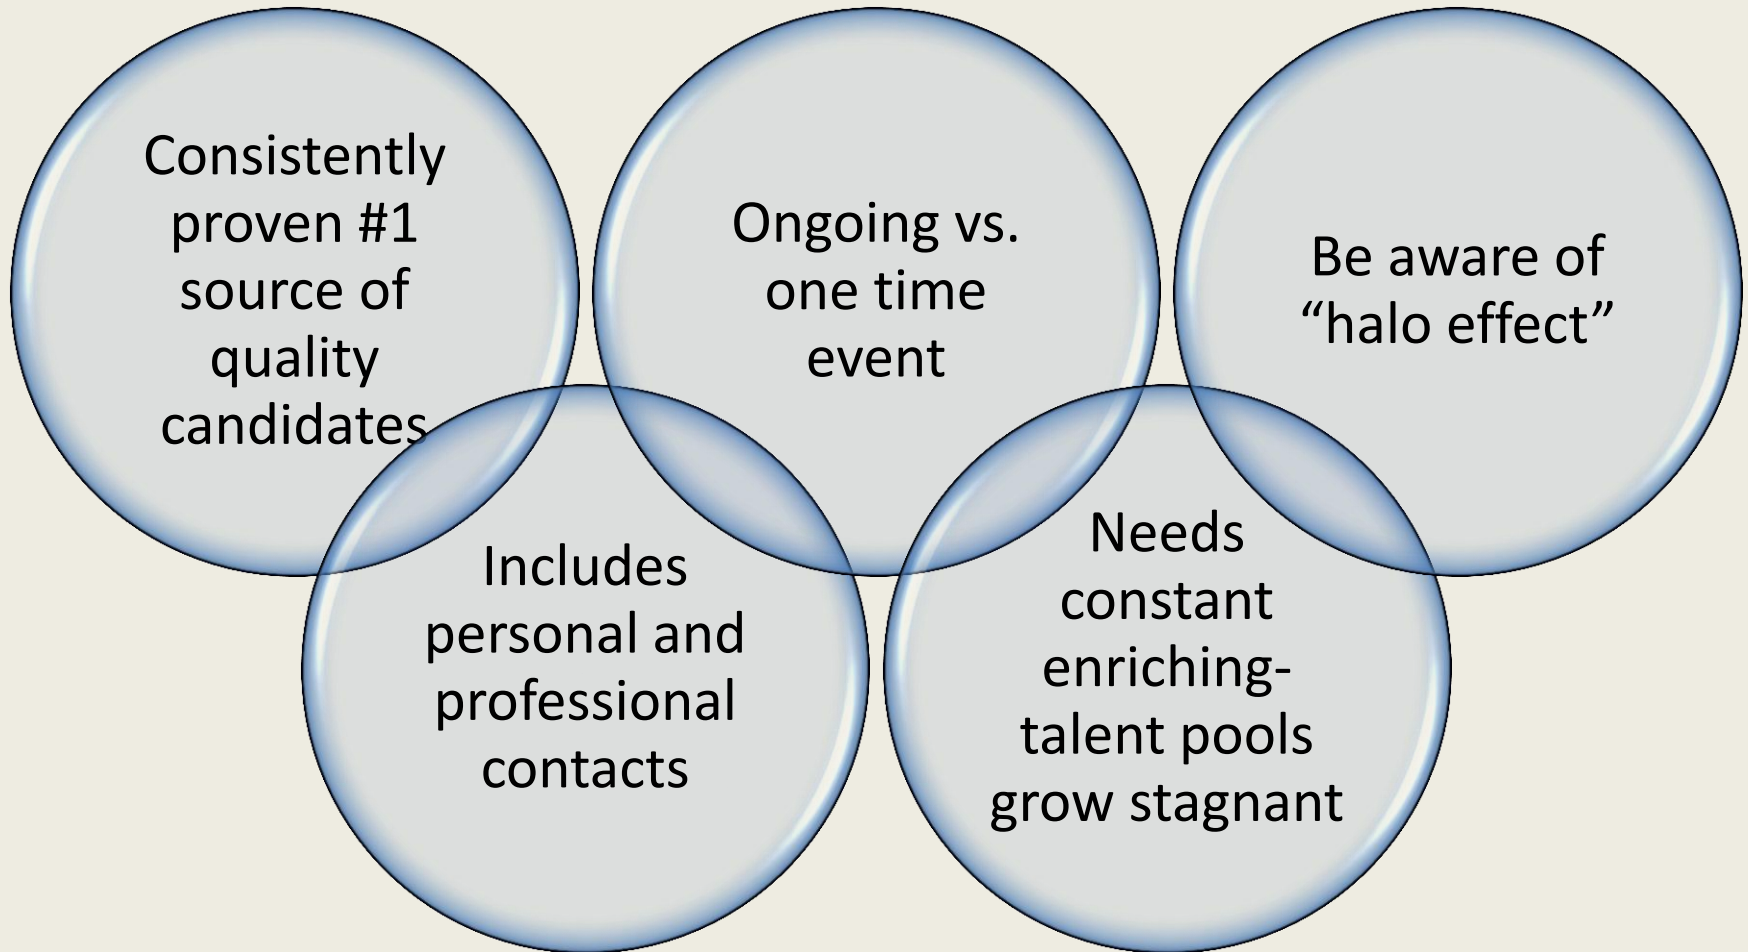 Consistently
proven #1
source of
quality
candidates
Ongoing vs.
one time
event
Be aware of
“halo effect”
Includes
personal and
professional
contacts
Needs
constant
enriching-
talent pools
grow stagnant